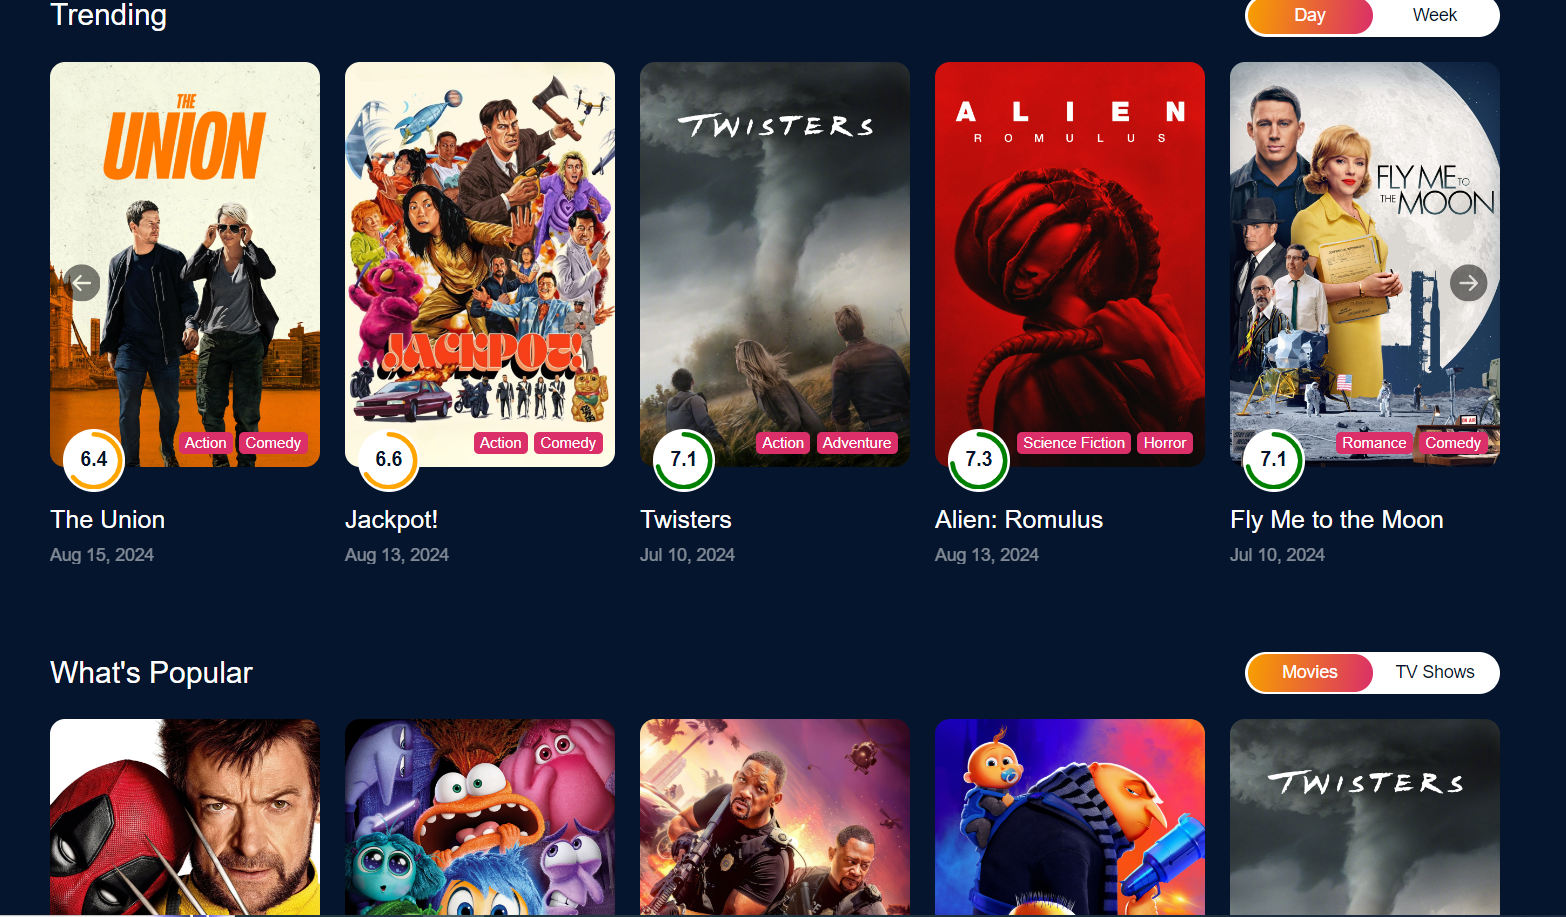 Trending
Day Week
THE
UNION
Action Comedy
6.4
The Union
Aug 15, 2024
JACKPOT!
Action Comedy
6.6
Jackpot!
Aug 13, 2024
TWISTERS
Action Adventure
7.1
Twisters
Jul 10, 2024
ALIEN
ROMULUS
Science Fiction Horror
7.3
Alien: Romulus
Aug 13, 2024
FLY ME TO
THE MOON
ON AIR
Romance Comedy
7.1
Fly Me to the Moon
Jul 10, 2024
What's Popular
Movies TV Shows
TWISTERS